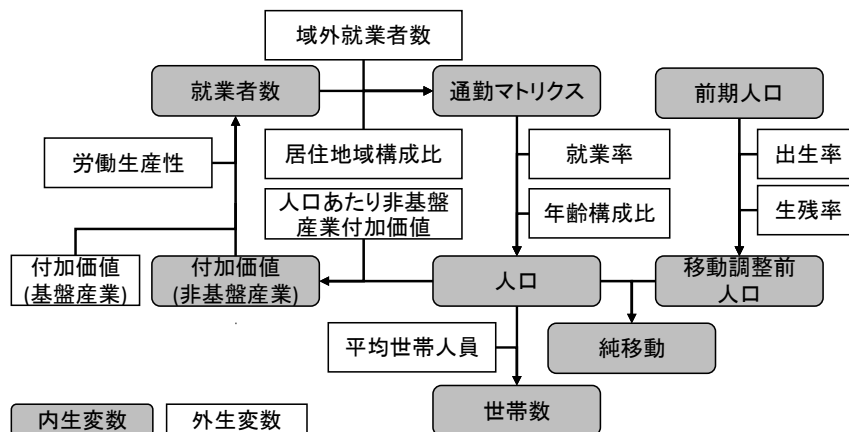 域外就業者数
就業者数
通勤マトリクス
前期人口
労働生産性
居住地域構成比
就業率
出生率
人口あたり非基盤
産業付加価値
年齢構成比
生残率
付加価値
(基盤産業)
付加価値
(非基盤産業)
人口
移動調整前
人口
平均世帯人員
純移動
世帯数
内生変数
外生変数